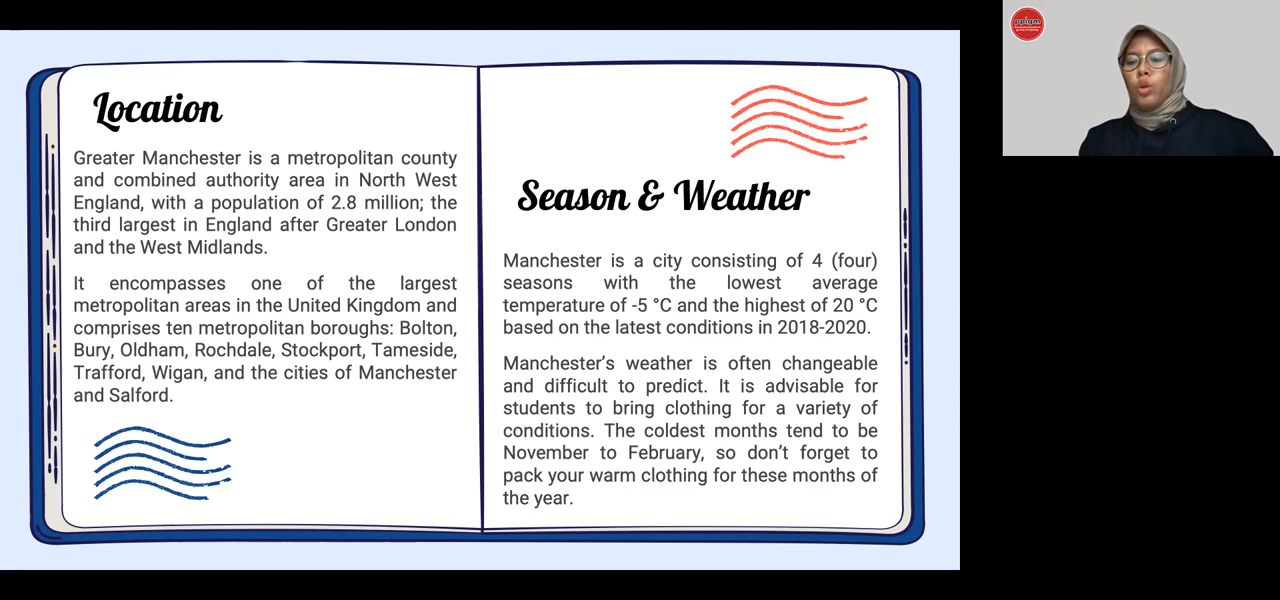 Location
Greater Manchester is a metropolitan county
and combined authority area in North West
England, with a population of 2.8 million; the
third largest in England after Greater London
and the West Midlands.
It encompasses one of the largest
metropolitan areas in the United Kingdom and
comprises ten metropolitan boroughs: Bolton,
Bury, Oldham, Rochdale, Stockport, Tameside,
Trafford, Wigan, and the cities of Manchester
and Salford.
Season & Weather
Manchester is a city consisting of 4 (four)
seasons with the lowest average
temperature of -5 °C and the highest of 20 °C
based on the latest conditions in 2018-2020.
Manchester's weather is often changeable
and difficult to predict. It is advisable for
students to bring clothing for a variety of
conditions. The coldest months tend to be
November to February, so don't forget to
pack your warm clothing for these months of
the year.
ppigm